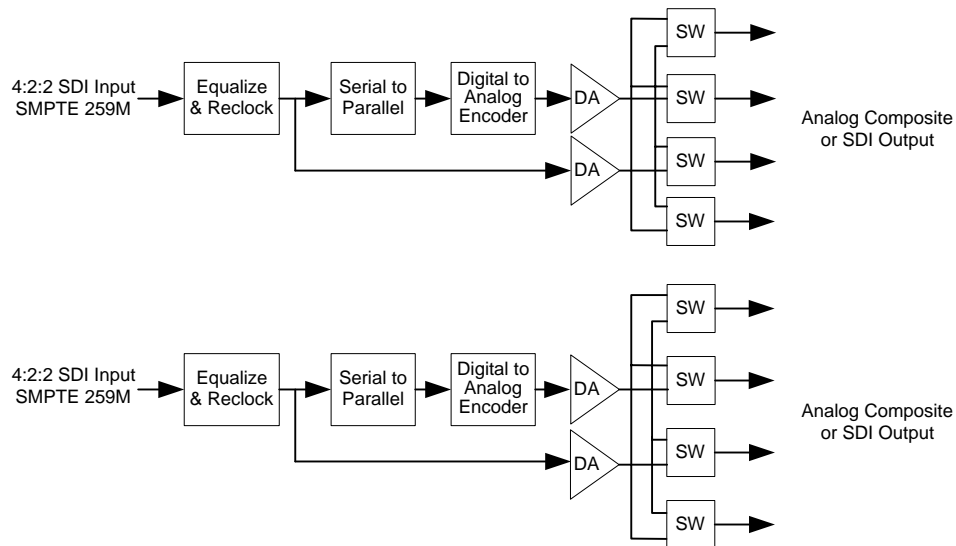 4:2:2 SDI Input
SMPTE 259M
Equalize
& Reclock
Serial to
Parallel
Digital to
Analog
Encoder
DA
DA
SW
SW
SW
SW
Analog Composite
or SDI Output
4:2:2 SDI Input
SMPTE 259M
Equalize
& Reclock
Serial to
Parallel
Digital to
Analog
Encoder
DA
DA
SW
SW
SW
SW
Analog Composite
or SDI Output